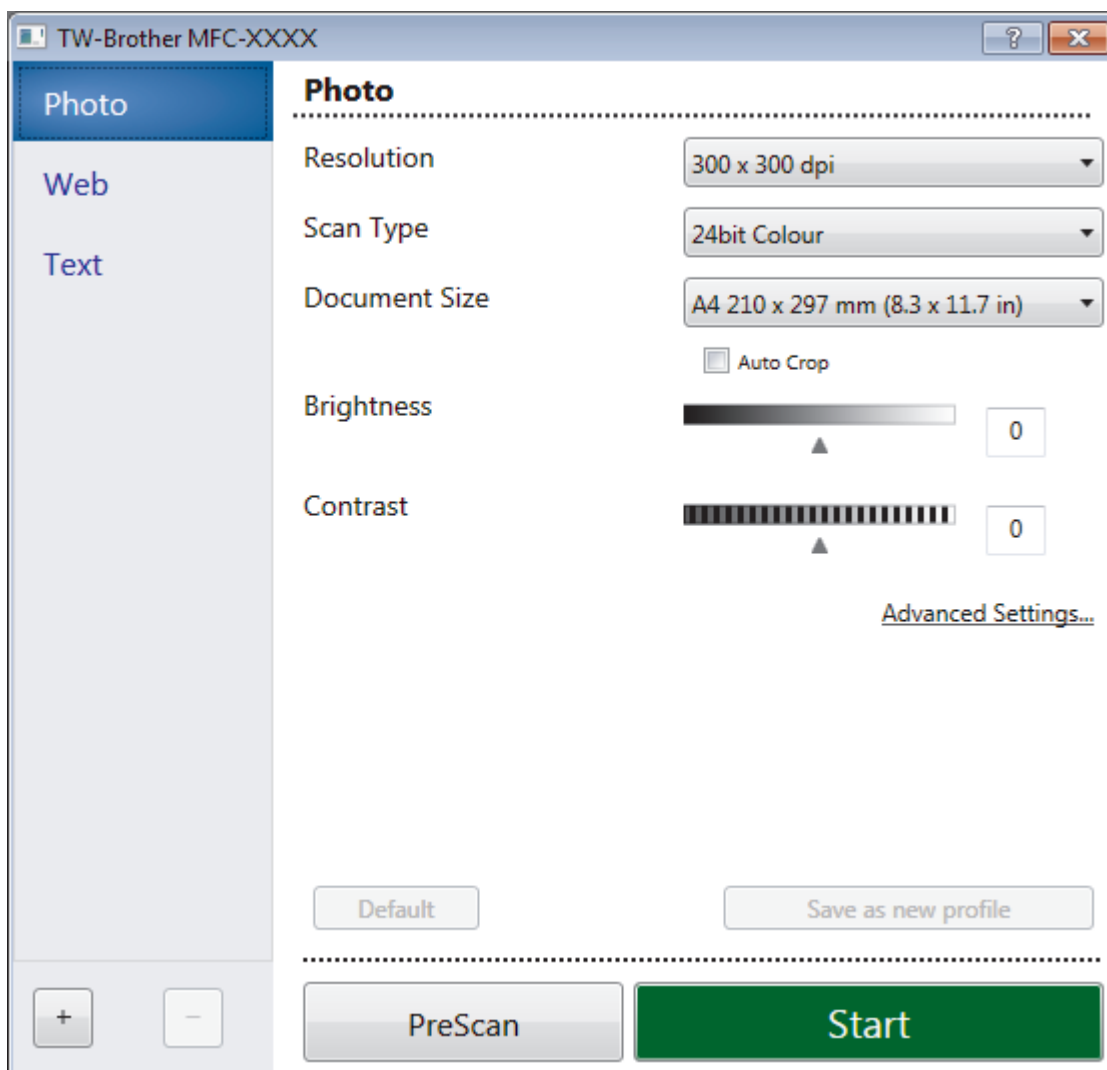 TW-Brother MFC-XXXX
Photo
Web
Text
Photo
Resolution
300 x 300 dpi
Scan Type
24bit Colour
Document Size
A4 210 x 297 mm (8.3 x 11.7 in)
Auto Crop
Brightness
0
Contrast
0
Advanced Settings...
Default
Save as new profile
PreScan
Start